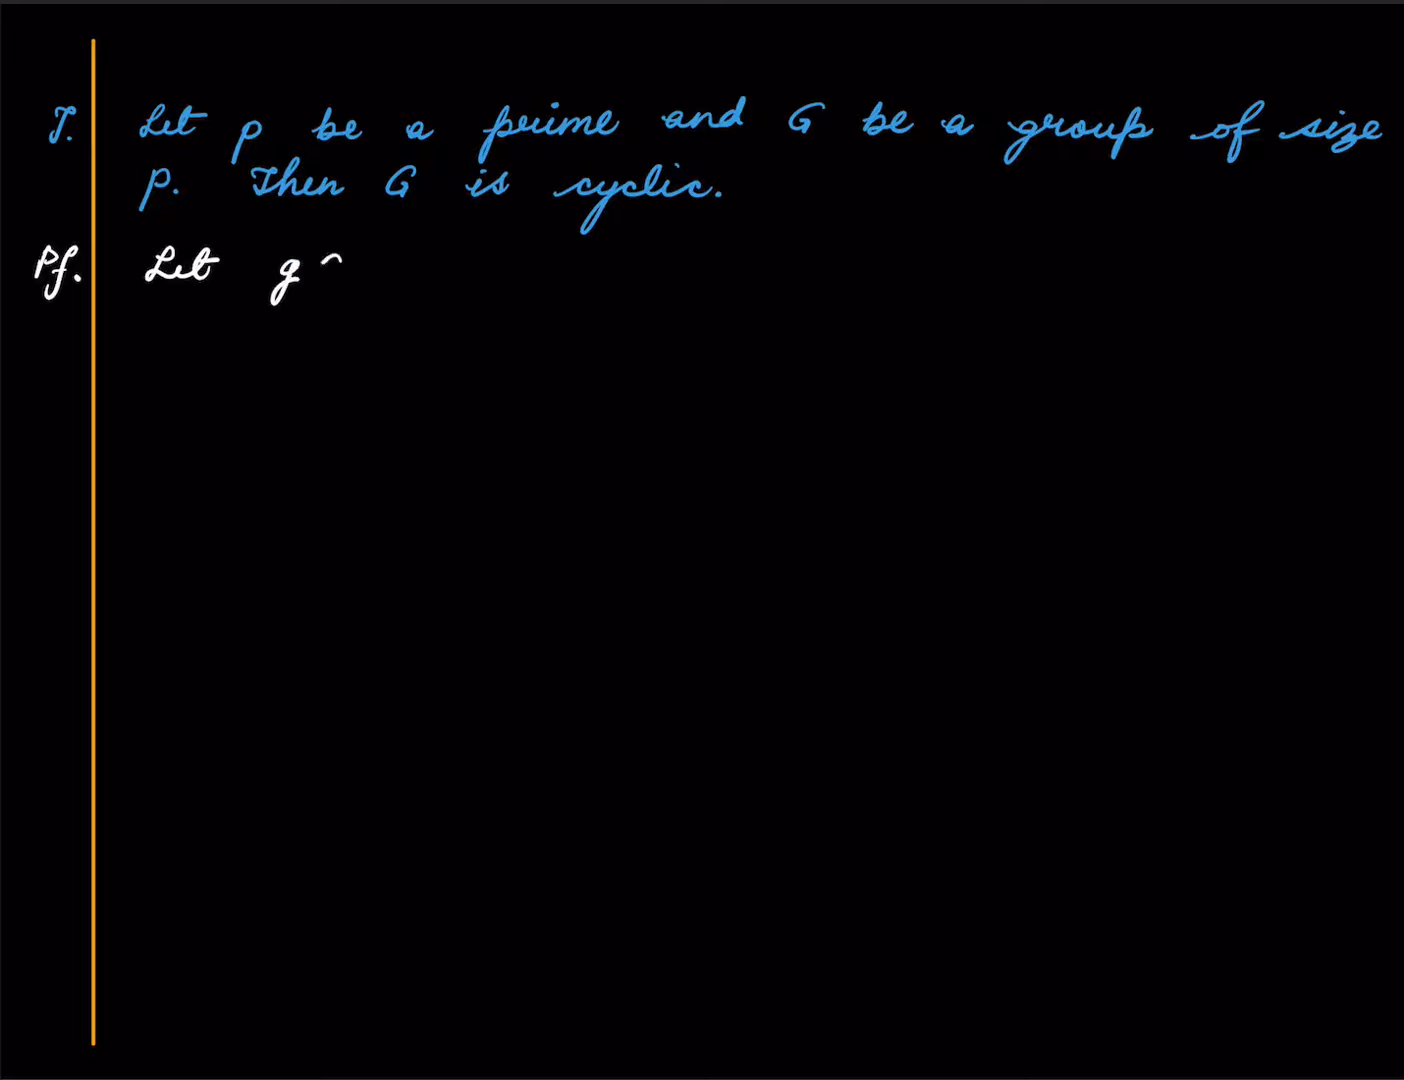 T. Let p be a prime and G be a group of size
p. Then G is cyclic.
Pf. Let g